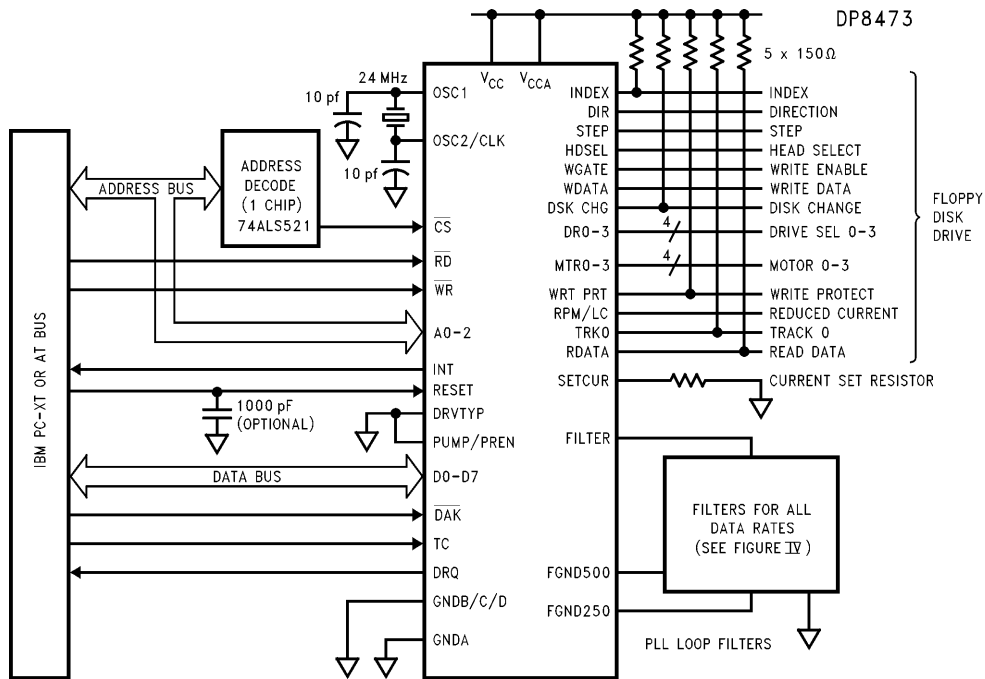 DP8473
5 x 150Ω
24 MHz
10 pf
10 pf
VCC
VCCA
OSC1
OSC2/CLK
C̅S̅
R̅D̅
W̅R̅
A0-2
INT
RESET
DRVTYP
PUMP/PREN
D0-D7
D̅A̅K̅
TC
DRQ
GNDB/C/D
GNDA
INDEX
DIR
STEP
HDSEL
WGATE
WDATA
DSK CHG
DR0-3
MTR0-3
WRT PRT
RPM/LC
TRK0
RDATA
SETCUR
FILTER
FGND500
FGND250
4
4
INDEX
DIRECTION
STEP
HEAD SELECT
WRITE ENABLE
WRITE DATA
DISK CHANGE
DRIVE SEL 0-3
MOTOR 0-3
WRITE PROTECT
REDUCED CURRENT
TRACK 0
READ DATA
CURRENT SET RESISTOR
FLOPPY
DISK
DRIVE
IBM PC-XT OR AT BUS
ADDRESS BUS
ADDRESS
DECODE
(1 CHIP)
74ALS521
1000 pF
(OPTIONAL)
DATA BUS
FILTERS FOR ALL
DATA RATES
(SEE FIGURE IV)
PLL LOOP FILTERS